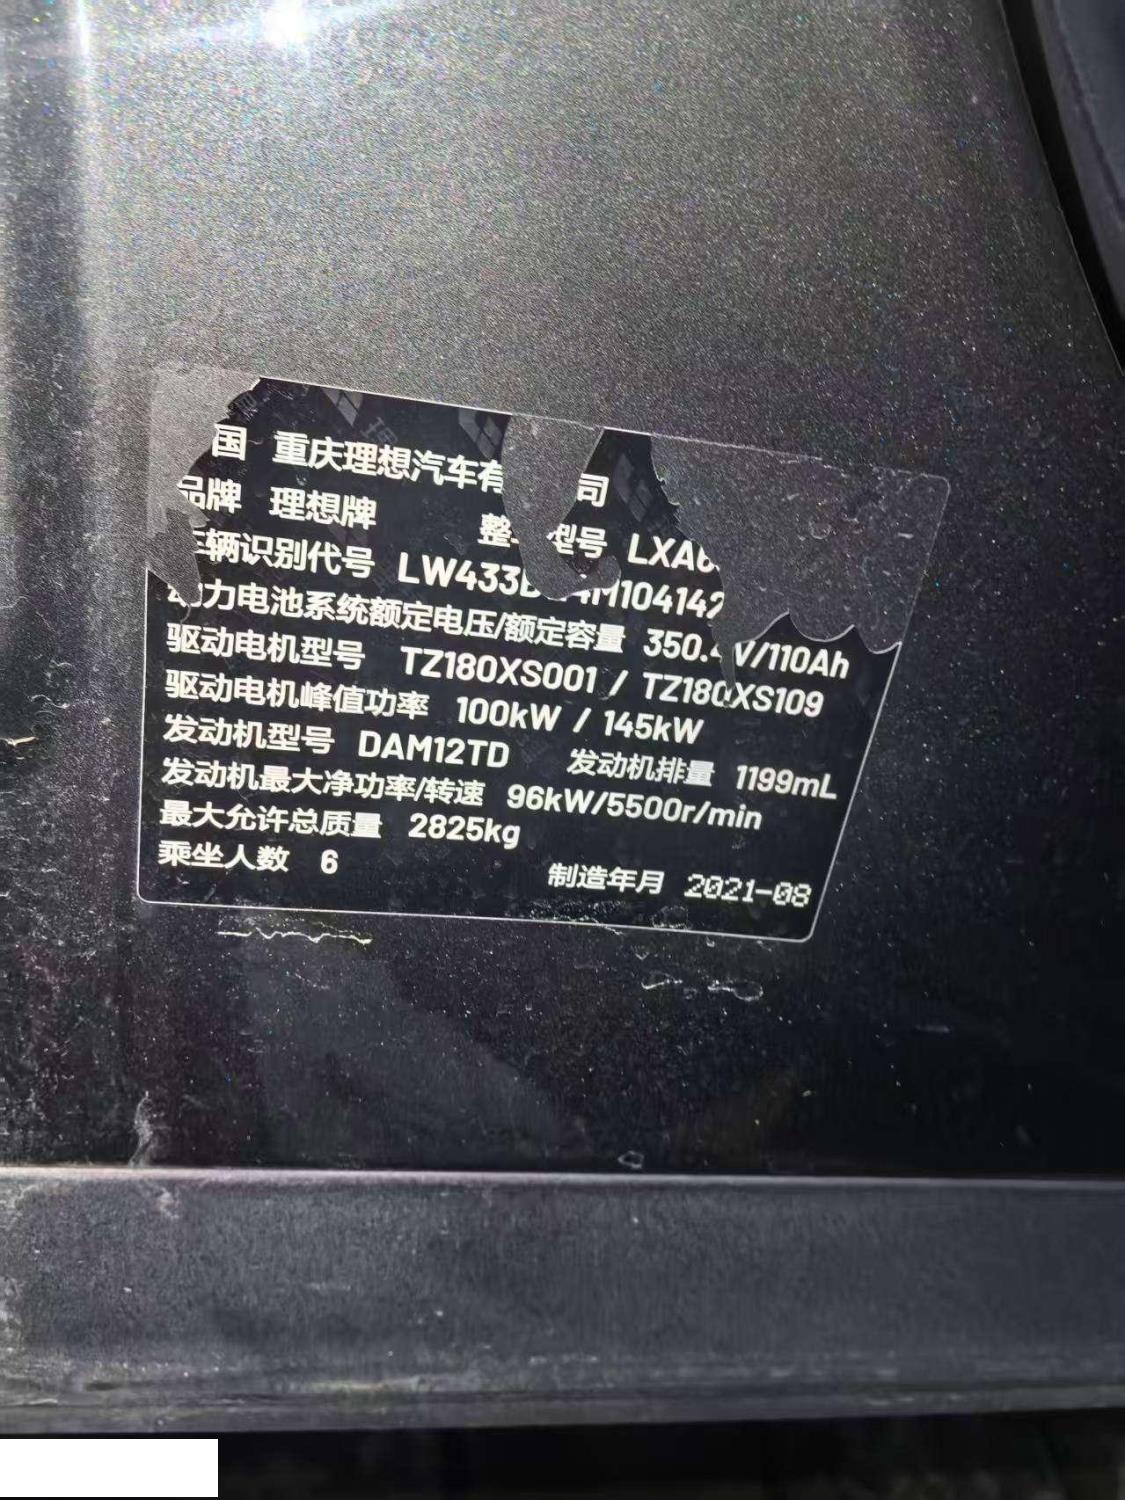 国 重庆理想汽车有 司
品牌 理想牌 整 型号 LXA6
车辆识别代号 LW433B 4M104142
动力电池系统额定电压/额定容量 350.4V/110Ah
驱动电机型号 TZ180XS001 / TZ180XS109
驱动电机峰值功率 100kW / 145kW
发动机型号 DAM12TD 发动机排量 1199mL
发动机最大净功率/转速 96kW/5500r/min
最大允许总质量 2825kg
乘坐人数 6 制造年月 2021-08